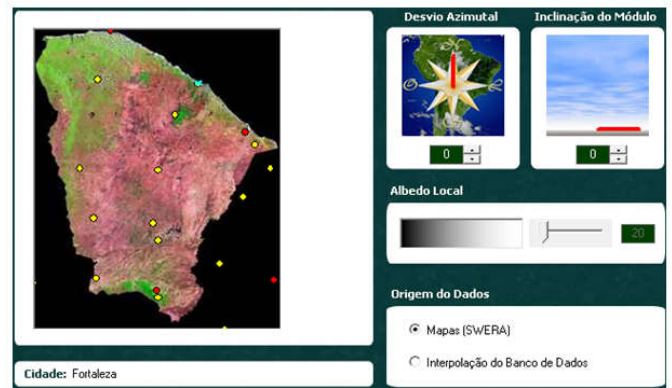 Desvio Azimutal
Inclinação do Módulo
O
0
0
Albedo Local
20
Origem do Dados
Mapas (SWERA)
Interpolação do Banco de Dados
Cidade: Fortaleza